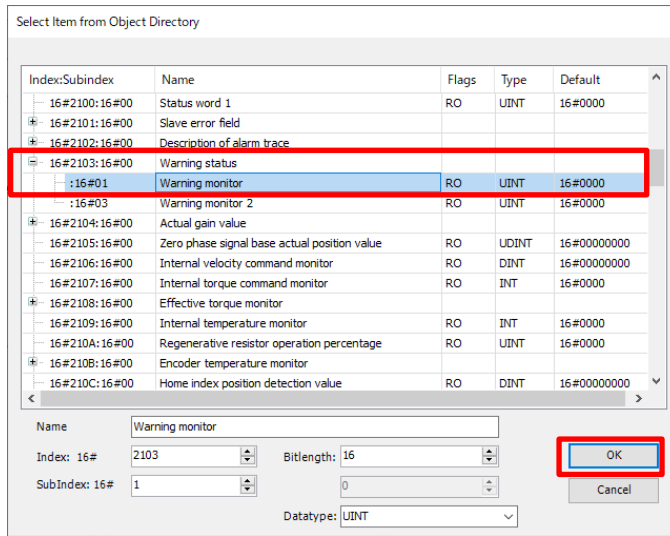 Select Item from Object Directory
Index:Subindex Name Flags Type Default
16#2100:16#00 Status word 1 RO UINT 16#0000
16#2101:16#00 Slave error field
16#2102:16#00 Description of alarm trace
16#2103:16#00 Warning status
:16#01 Warning monitor RO UINT 16#0000
:16#03 Warning monitor 2 RO UINT 16#0000
16#2104:16#00 Actual gain value
16#2105:16#00 Zero phase signal base actual position value RO UDINT 16#00000000
16#2106:16#00 Internal velocity command monitor RO DINT 16#00000000
16#2107:16#00 Internal torque command monitor RO INT 16#0000
16#2108:16#00 Effective torque monitor
16#2109:16#00 Internal temperature monitor RO INT 16#0000
16#210A:16#00 Regenerative resistor operation percentage RO UINT 16#0000
16#210B:16#00 Encoder temperature monitor
16#210C:16#00 Home index position detection value RO DINT 16#00000000
Name Warning monitor
Index: 16# 2103 Bitlength: 16 OK
SubIndex: 16# 1 0 Cancel
Datatype: UINT